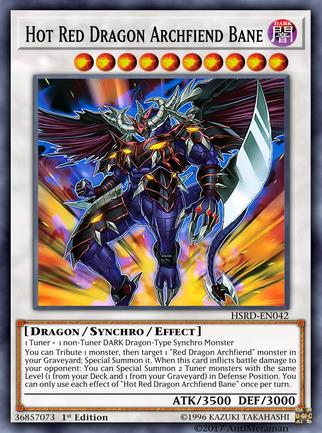 Hot Red Dragon Archfiend Bane
DARK
闇
HSRD-EN042
[Dragon / Synchro / Effect]
1 Tuner + 1 non-Tuner DARK Dragon-Type Synchro Monster
You can Tribute 1 monster, then target 1 "Red Dragon Archfiend" monster in
your Graveyard; Special Summon it. When this card inflicts battle damage to
your opponent: You can Special Summon 2 Tuner monsters with the same
Level (1 from your Deck and 1 from your Graveyard) in Defense Position. You
can only use each effect of "Hot Red Dragon Archfiend Bane" once per turn.
ATK/3500 DEF/3000
36857073 1st Edition ©1996 KAZUKI TAKAHASHI
©2017 AntiMetaman